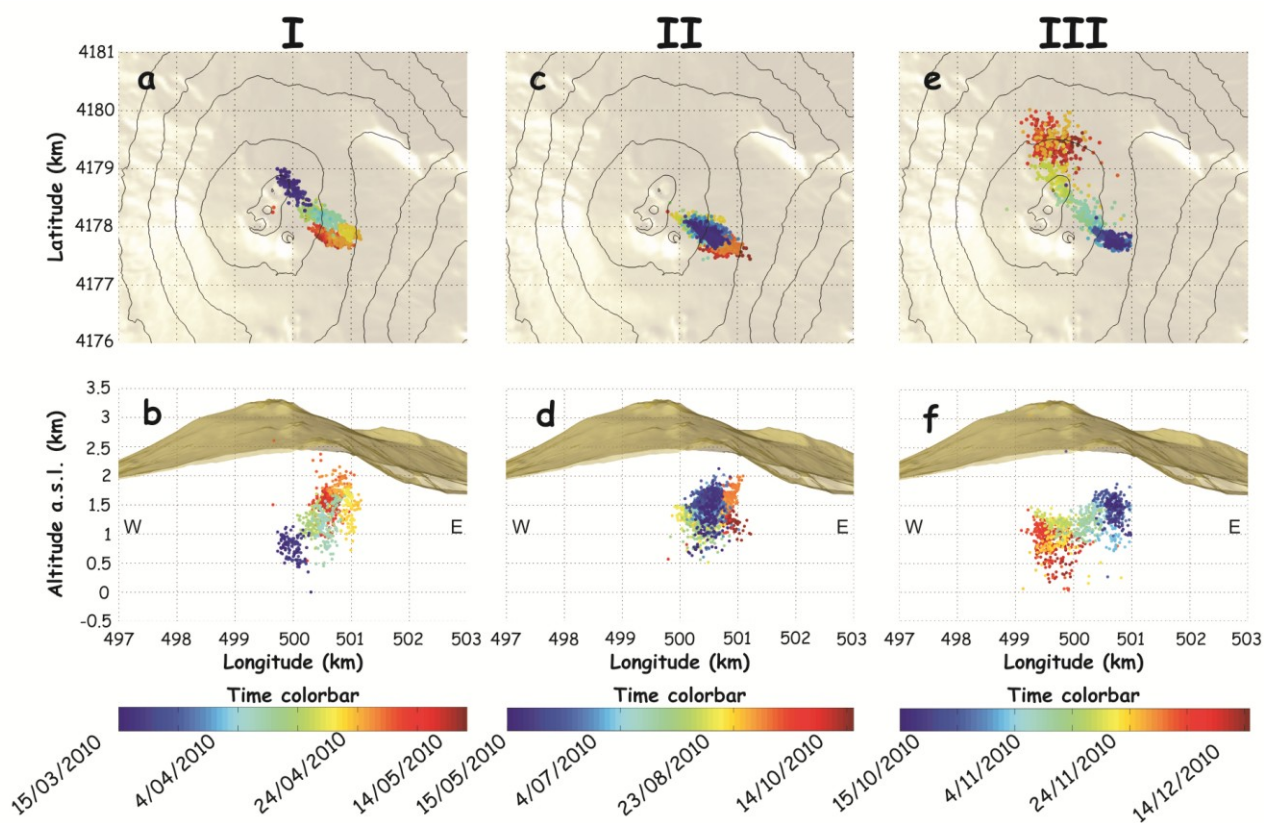 I II III
a c e
4181
4180
4179
4178
4177
4176
Latitude (km)
b d f
3.5
3
2.5
2
1.5
1
0.5
0
-0.5
Altitude a.s.l. (km)
W E W E W E
497 498 499 500 501 502 503
497 498 499 500 501 502 503
497 498 499 500 501 502 503
Longitude (km) Longitude (km) Longitude (km)
Time colorbar Time colorbar Time colorbar
15/03/2010 4/04/2010 24/04/2010 14/05/2010
15/05/2010 4/07/2010 23/08/2010 14/10/2010
15/10/2010 4/11/2010 24/11/2010 14/12/2010